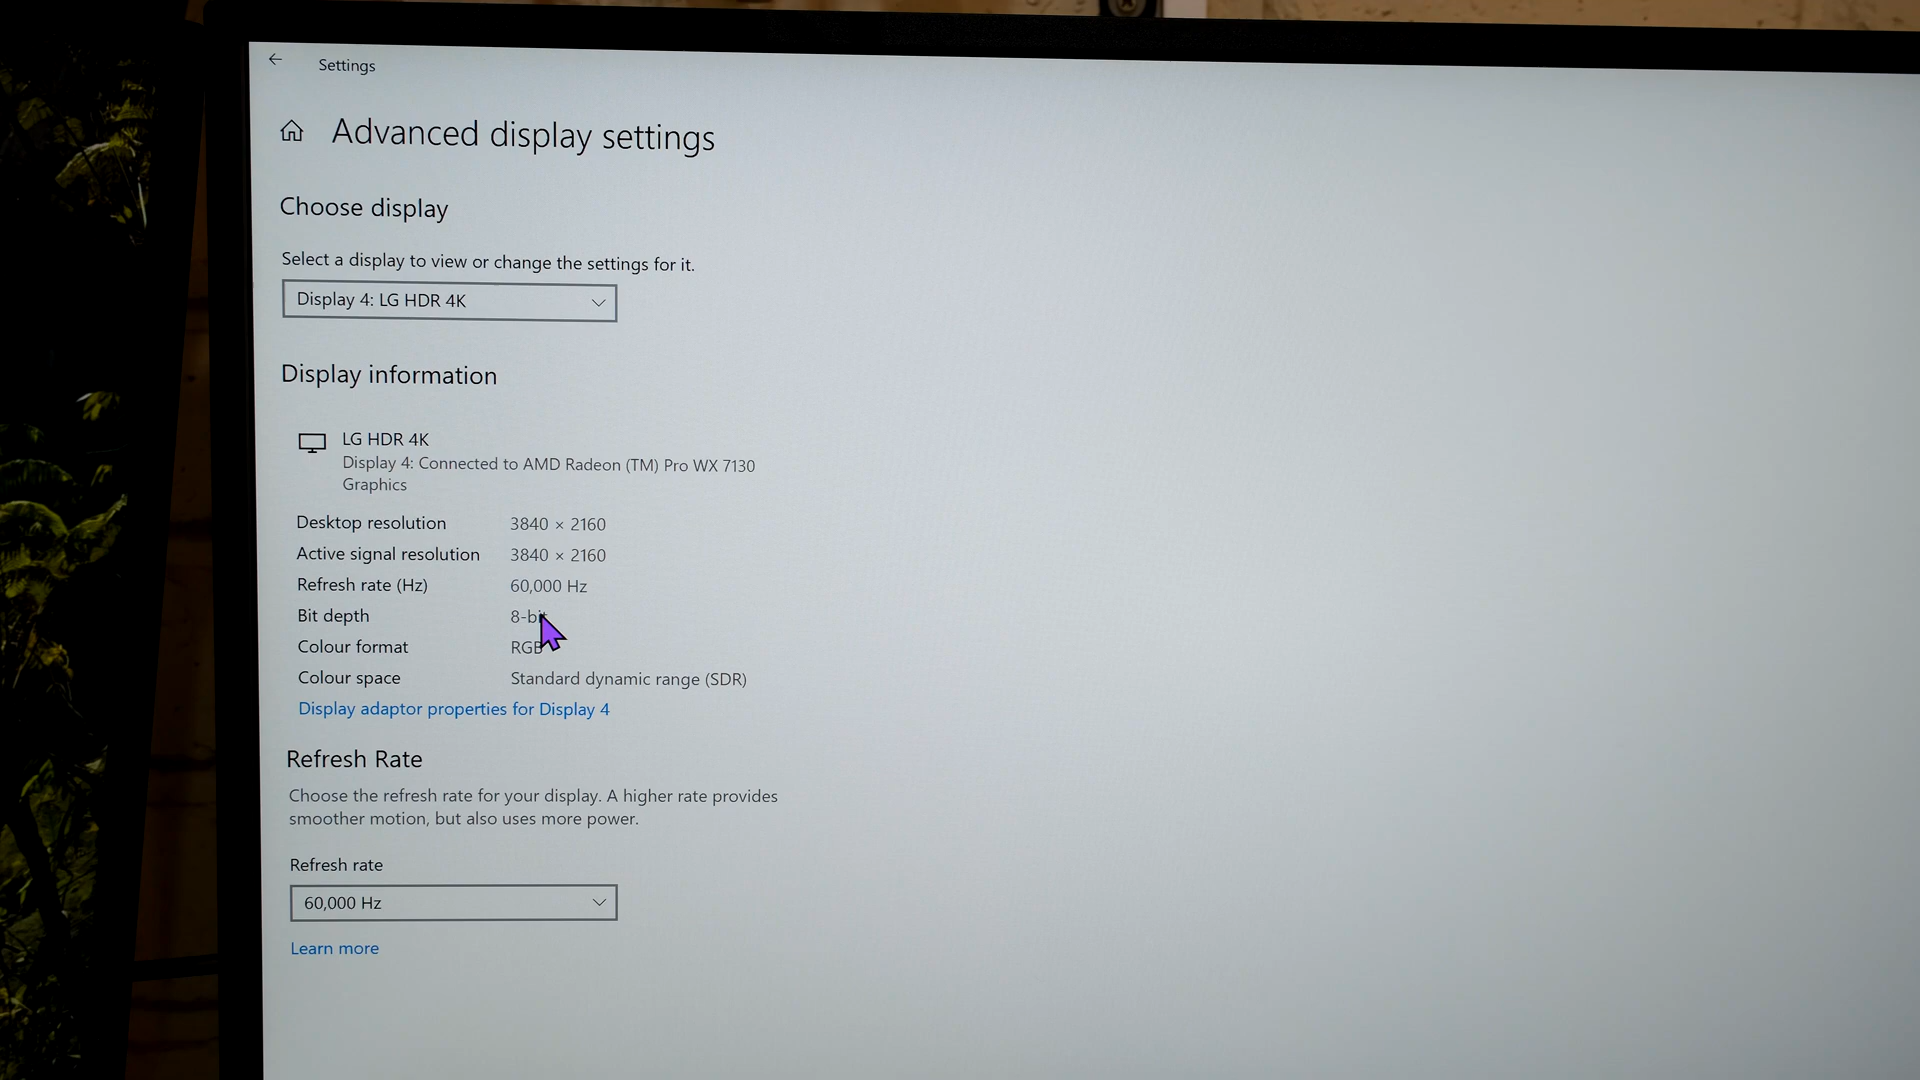 Settings
Advanced display settings
Choose display
Select a display to view or change the settings for it.
Display 4: LG HDR 4K
Display information
LG HDR 4K
Display 4: Connected to AMD Radeon (TM) Pro WX 7130
Graphics
Desktop resolution 3840 × 2160
Active signal resolution 3840 × 2160
Refresh rate (Hz) 60,000 Hz
Bit depth 8-bit
Colour format RGB
Colour space Standard dynamic range (SDR)
Display adaptor properties for Display 4
Refresh Rate
Choose the refresh rate for your display. A higher rate provides
smoother motion, but also uses more power.
Refresh rate
60,000 Hz
Learn more